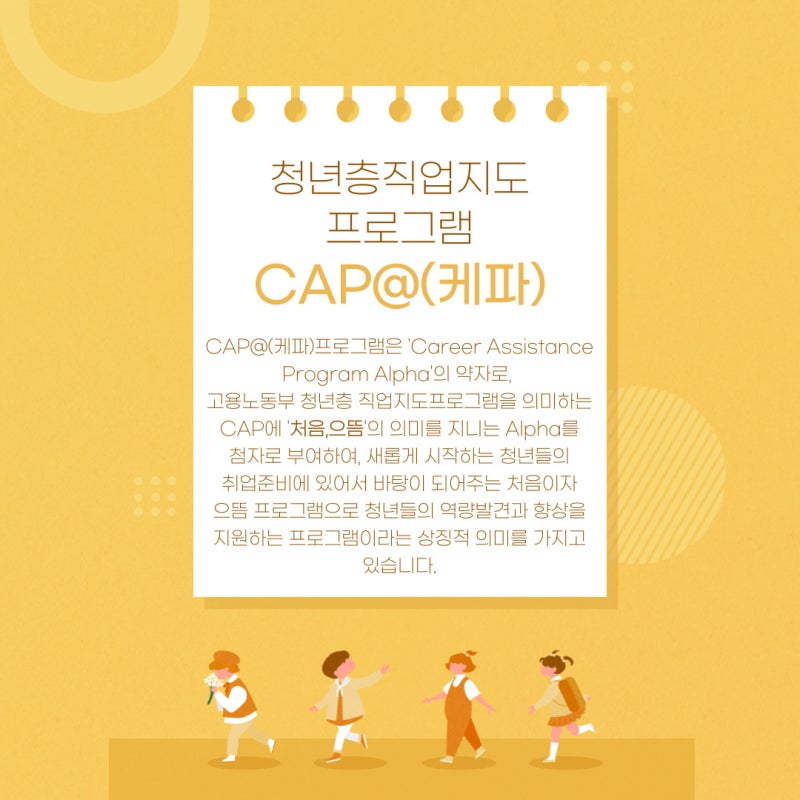 청년층직업지도
프로그램
CAP@(케파)
CAP@(케파)프로그램은 'Career Assistance
Program Alpha'의 약자로,
고용노동부 청년층 직업지도프로그램을 의미하는
CAP에 '처음,으뜸'의 의미를 지니는 Alpha를
첨자로 부여하여, 새롭게 시작하는 청년들의
취업준비에 있어서 바탕이 되어주는 처음이자
으뜸 프로그램으로 청년들의 역량발견과 향상을
지원하는 프로그램이라는 상징적 의미를 가지고
있습니다.